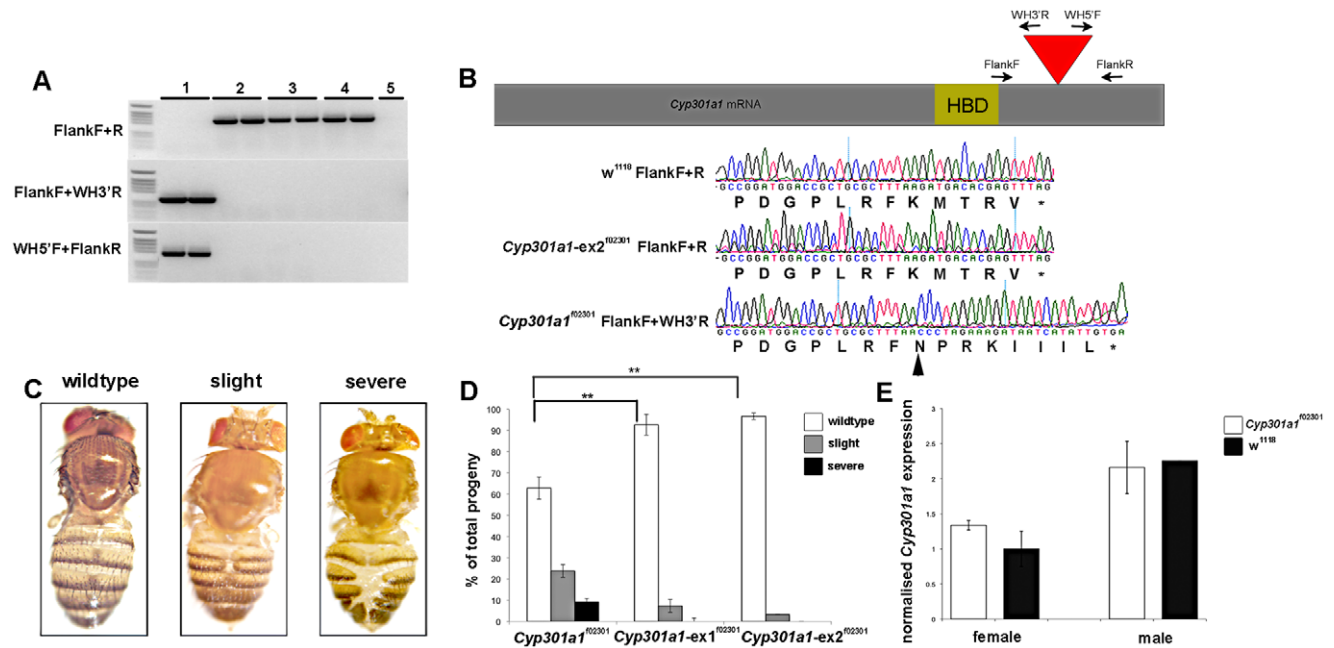 A
1 2 3 4 5
FlankF+R
FlankF+WH3'R
WH5'F+FlankR
B
WH3'R WH5'F
FlankF FlankR
Cyp301a1 mRNA HBD
w1118 FlankF+R
-GCCGGATGGACCGCTGCGCTTTAAGATGACACGAGTTTAG
P D G P L R F K M T R V *
Cyp301a1-ex2f02301 FlankF+R
-GCCGGATGGACCGCTGCGCTTTAAGATGACACGAGTTTAG
P D G P L R F K M T R V *
Cyp301a1f02301 FlankF+WH3'R
GCCGGATGGACCGCTGCGCTTTAACCCTAGAAAGATAATCATATTGTGA
P D G P L R F N P R K I I I L *
C wildtype slight severe
D
**
**
100
90
80
70
60
50
40
30
20
10
0
% of total progeny
wildtype
slight
severe
Cyp301a1f02301 Cyp301a1-ex1f02301 Cyp301a1-ex2f02301
E
3
2.5
2
1.5
1
0.5
0
normalised Cyp301a1 expression
Cyp301a1f02301
w1118
female male